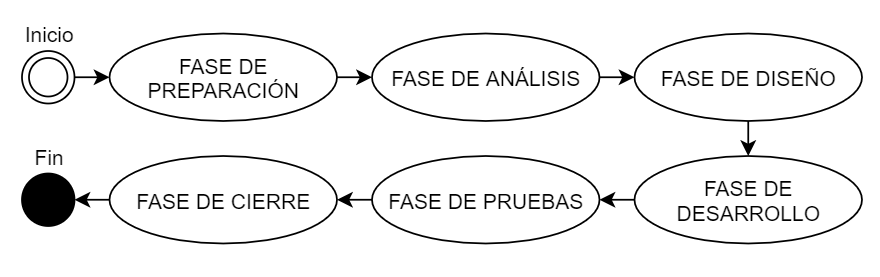 Inicio
FASE DE
PREPARACIÓN
FASE DE ANÁLISIS
FASE DE DISEÑO
Fin
FASE DE CIERRE
FASE DE PRUEBAS
FASE DE
DESARROLLO